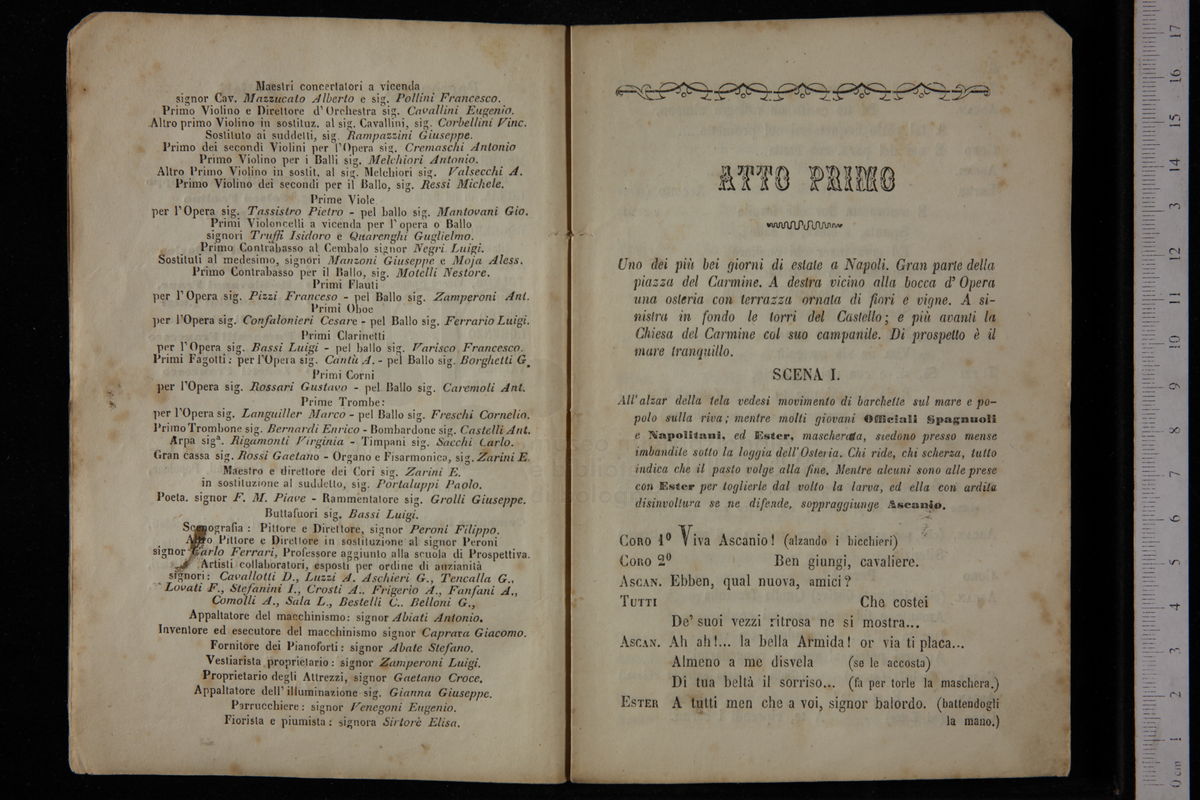 Maestri concertatori a vicenda
signor Cav. Mazzucato Alberto e sig. Pollini Francesco.
Primo Violino e Direttore d'Orchestra sig. Cavallini Eugenio.
Altro primo Violino in sostituz. al sig. Cavallini, sig. Corbellini Vinc.
Sostituto ai suddetti, sig. Rampazzini Giuseppe.
Primo dei secondi Violini per l'Opera sig. Cremaschi Antonio
Primo Violino per i Balli sig. Melchiori Antonio.
Altro Primo Violino in sostit. al sig. Melchiori sig. Valsecchi A.
Primo Violino dei secondi per il Ballo, sig. Ressi Michele.
Prime Viole
per l'Opera sig. Tassistro Pietro - pel ballo sig. Mantovani Gio.
Primi Violoncelli a vicenda per l'opera o Ballo
signori Truffi Isidoro e Quarenghi Guglielmo.
Primo Contrabasso al Cembalo signor Negri Luigi.
Sostituti al medesimo, signori Manzoni Giuseppe e Moja Aless.
Primo Contrabasso per il Ballo, sig. Motelli Nestore.
Primi Flauti
per l'Opera sig. Pizzi Franceso - pel Ballo sig. Zamperoni Ant.
Primi Oboe
per l'Opera sig. Confalonieri Cesare - pel Ballo sig. Ferrario Luigi.
Primi Clarinetti
per l'Opera sig. Bassi Luigi - pel ballo sig. Varisco Francesco.
Primi Fagotti: per l'Opera sig. Cantù A. - pel Ballo sig. Borghetti G.
Primi Corni
per l'Opera sig. Rossari Gustavo - pel Ballo sig. Caremoli Ant.
Prime Trombe:
per l'Opera sig. Languiller Marco - pel Ballo sig. Freschi Cornelio.
Primo Trombone sig. Bernardi Enrico - Bombardone sig. Castelli Ant.
Arpa sigª. Rigamonti Virginia - Timpani sig. Sacchi Carlo.
Gran cassa sig. Rossi Gaetano - Organo e Fisarmonica, sig. Zarini E.
Maestro e direttore dei Cori sig. Zarini E.
in sostituzione al suddetto, sig. Portaluppi Paolo.
Poeta. signor F. M. Piave - Rammentatore sig. Grolli Giuseppe.
Buttafuori sig. Bassi Luigi.
Scenografia: Pittore e Direttore, signor Peroni Filippo.
Altro Pittore e Direttore in sostituzione al signor Peroni
signor Carlo Ferrari, Professore aggiunto alla scuola di Prospettiva.
Artisti collaboratori, esposti per ordine di anzianità
signori: Cavallotti D., Luzzi A. Aschieri G., Tencalla G.,
Lovati F., Stefanini I., Crosti A.. Frigerio A., Fanfani A.,
Comolli A., Sala L., Bestelli C.. Belloni G.,
Appaltatore del macchinismo: signor Abiati Antonio.
Inventore ed esecutore del macchinismo signor Caprara Giacomo.
Fornitore dei Pianoforti: signor Abate Stefano.
Vestiarista proprietario: signor Zamperoni Luigi.
Proprietario degli Attrezzi, signor Gaetano Croce.
Appaltatore dell'illuminazione sig. Gianna Giuseppe.
Parrucchiere: signor Venegoni Eugenio.
Fiorista e piumista: signora Sirtorè Elisa.
ATTO PRIMO
Uno dei più bei giorni di estate a Napoli. Gran parte della
piazza del Carmine. A destra vicino alla bocca d'Opera
una osteria con terrazza ornata di fiori e vigne. A si-
nistra in fondo le torri del Castello; e più avanti la
Chiesa del Carmine col suo campanile. Di prospetto è il
mare tranquillo.
SCENA I.
All'alzar della tela vedesi movimento di barchette sul mare e po-
polo sulla riva; mentre molti giovani Officiali Spagnuoli
e Napolitani, ed Ester, mascherata, siedono presso mense
imbandite sotto la loggia dell'Osteria. Chi ride, chi scherza, tutto
indica che il pasto volge alla fine. Mentre alcuni sono alle prese
con Ester per toglierle dal volto la larva, ed ella con ardita
disinvoltura se ne difende, soppraggiunge Ascanio.
CORO 1º Viva Ascanio! (alzando i bicchieri)
CORO 2º Ben giungi, cavaliere.
ASCAN. Ebben, qual nuova, amici?
TUTTI Che costei
De' suoi vezzi ritrosa ne si mostra...
ASCAN. Ah ah!... la bella Armida! or via ti placa...
Almeno a me disvela (se le accosta)
Di tua beltà il sorriso... (fa per torle la maschera.)
ESTER A tutti men che a voi, signor balordo. (battendogli
la mano.)
0 cm 1 2 3 4 5 6 7 8 9 10 11 12 13 14 15 16 17